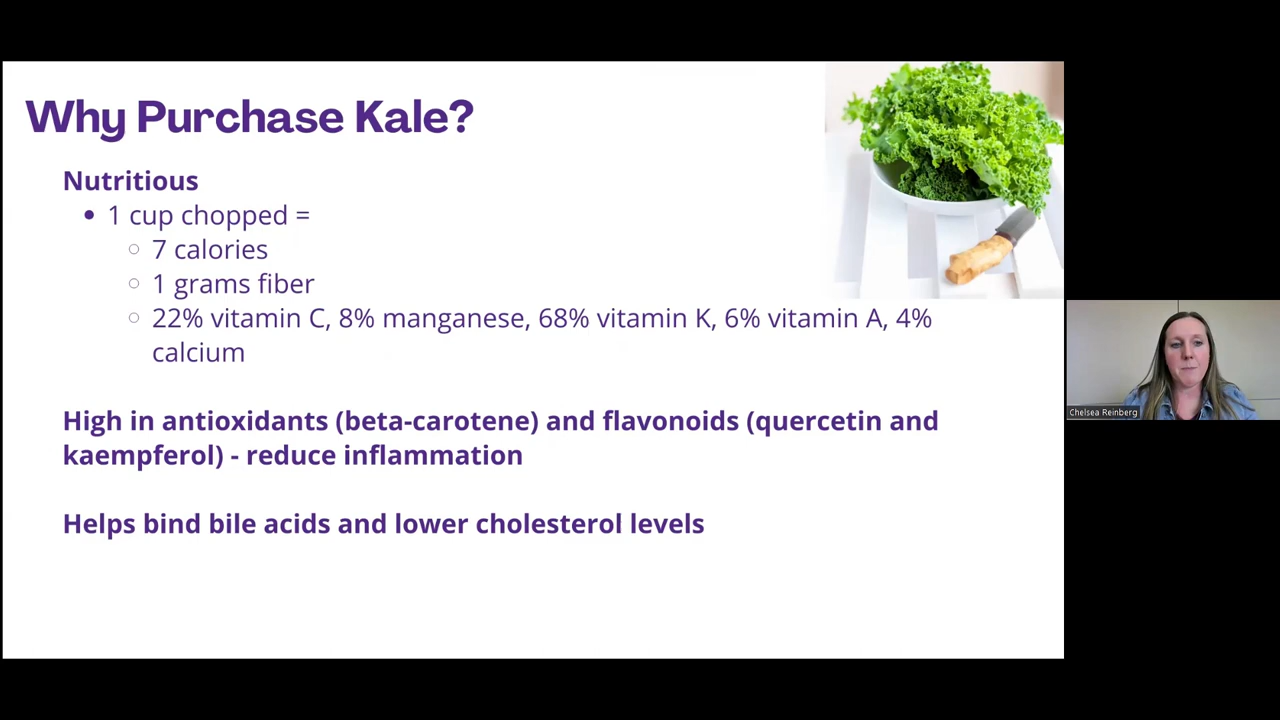 Why Purchase Kale?
Nutritious
• 1 cup chopped =
○ 7 calories
○ 1 grams fiber
○ 22% vitamin C, 8% manganese, 68% vitamin K, 6% vitamin A, 4%
calcium
High in antioxidants (beta-carotene) and flavonoids (quercetin and
kaempferol) - reduce inflammation
Helps bind bile acids and lower cholesterol levels
Chelsea Reinberg